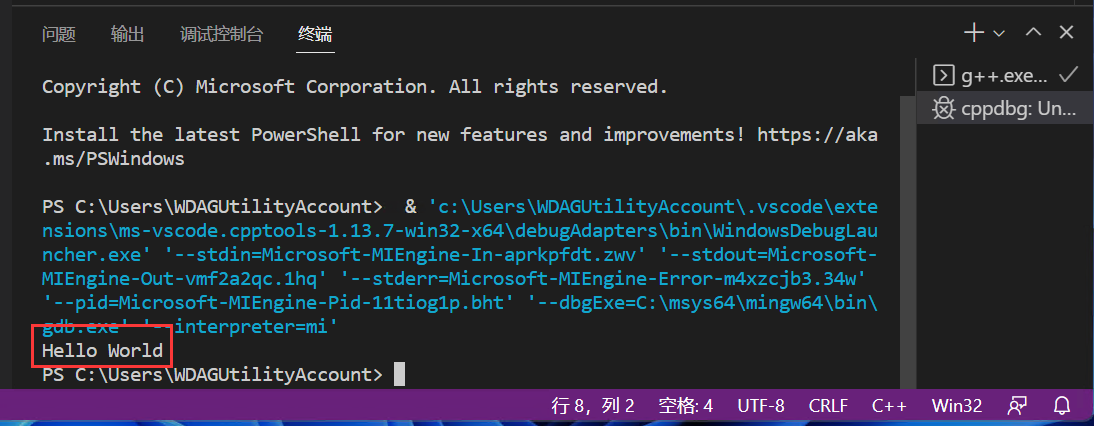 问题 输出 调试控制台 终端
Copyright (C) Microsoft Corporation. All rights reserved.
Install the latest PowerShell for new features and improvements! https://aka
.ms/PSWindows
PS C:\Users\WDAGUtilityAccount>  & 'c:\Users\WDAGUtilityAccount\.vscode\exte
nsions\ms-vscode.cpptools-1.13.7-win32-x64\debugAdapters\bin\WindowsDebugLau
ncher.exe' '--stdin=Microsoft-MIEngine-In-aprkpfdt.zwv' '--stdout=Microsoft-
MIEngine-Out-vmf2a2qc.1hq' '--stderr=Microsoft-MIEngine-Error-m4xzcjb3.34w'
'--pid=Microsoft-MIEngine-Pid-11tiog1p.bht' '--dbgExe=C:\msys64\mingw64\bin\
gdb.exe' '--interpreter=mi'
Hello World
PS C:\Users\WDAGUtilityAccount>
g++.exe...
cppdbg: Un...
行 8，列 2 空格: 4 UTF-8 CRLF C++ Win32